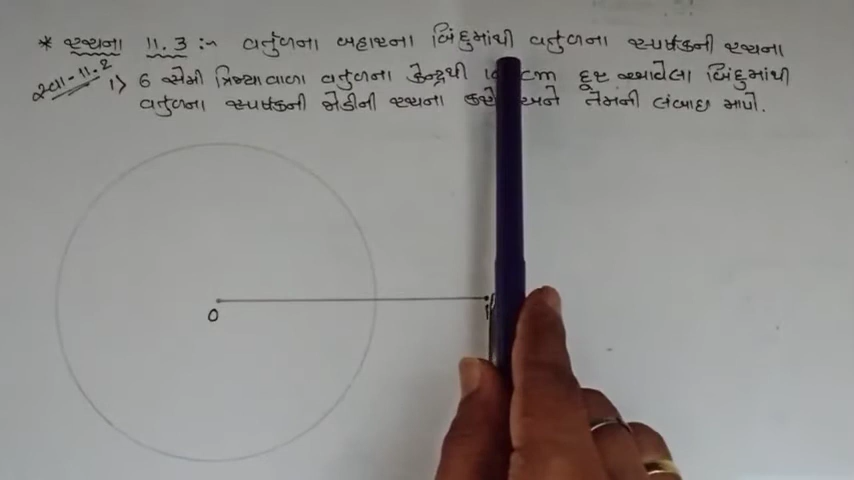 * રચના 11.3 :- વર્તુળના બહારના બિંદુમાંથી વર્તુળના સ્પર્શકની રચના
સ્વા-11.2
1) 6 સેમી ત્રિજ્યાવાળા વર્તુળના કેન્દ્રથી cm દૂર આવેલા બિંદુમાંથી
વર્તુળના સ્પર્શકની જોડીની રચના કરો અને તેમની લંબાઇ માપો.
O